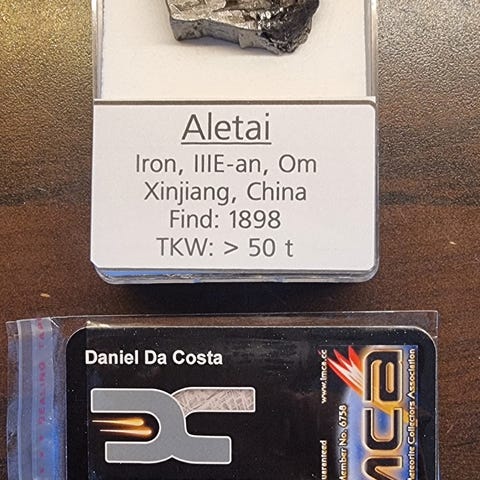 Aletai
Iron, IIIE-an, Om
Xinjiang, China
Find: 1898
TKW: > 50 t
Daniel Da Costa
www.imca.cc
Meteorite Collectors Association
Member No. 6758